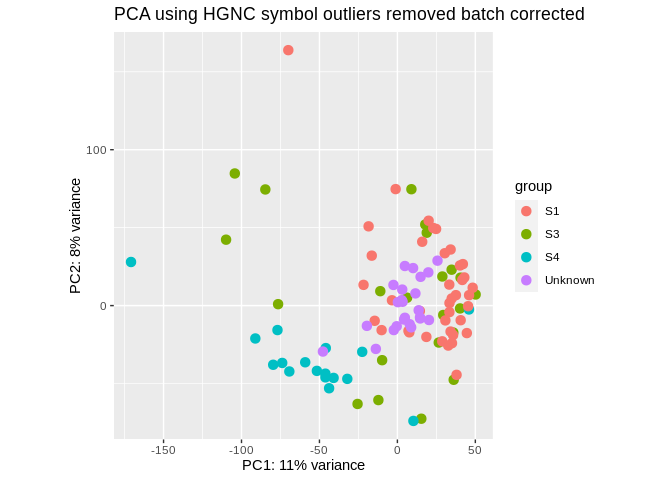 PCA using HGNC symbol outliers removed batch corrected
100
0
PC2: 8% variance
-150
-100
-50
0
50
PC1: 11% variance
group
S1
S3
S4
Unknown